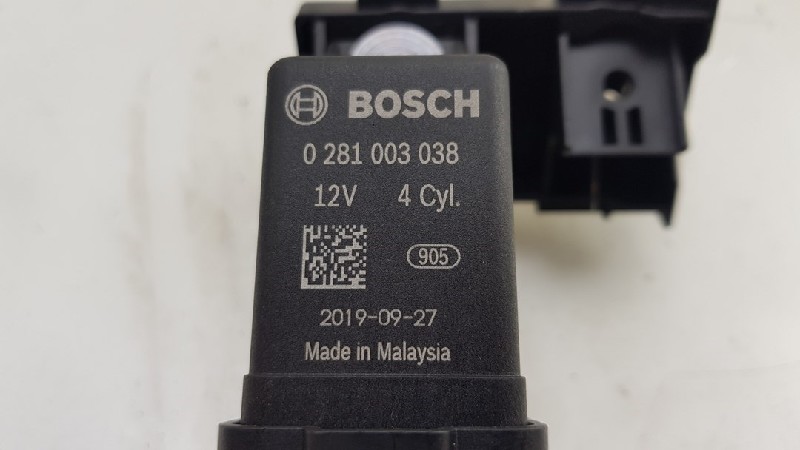 BOSCH
0 281 003 038
12V 4 Cyl.
905
2019-09-27
Made in Malaysia